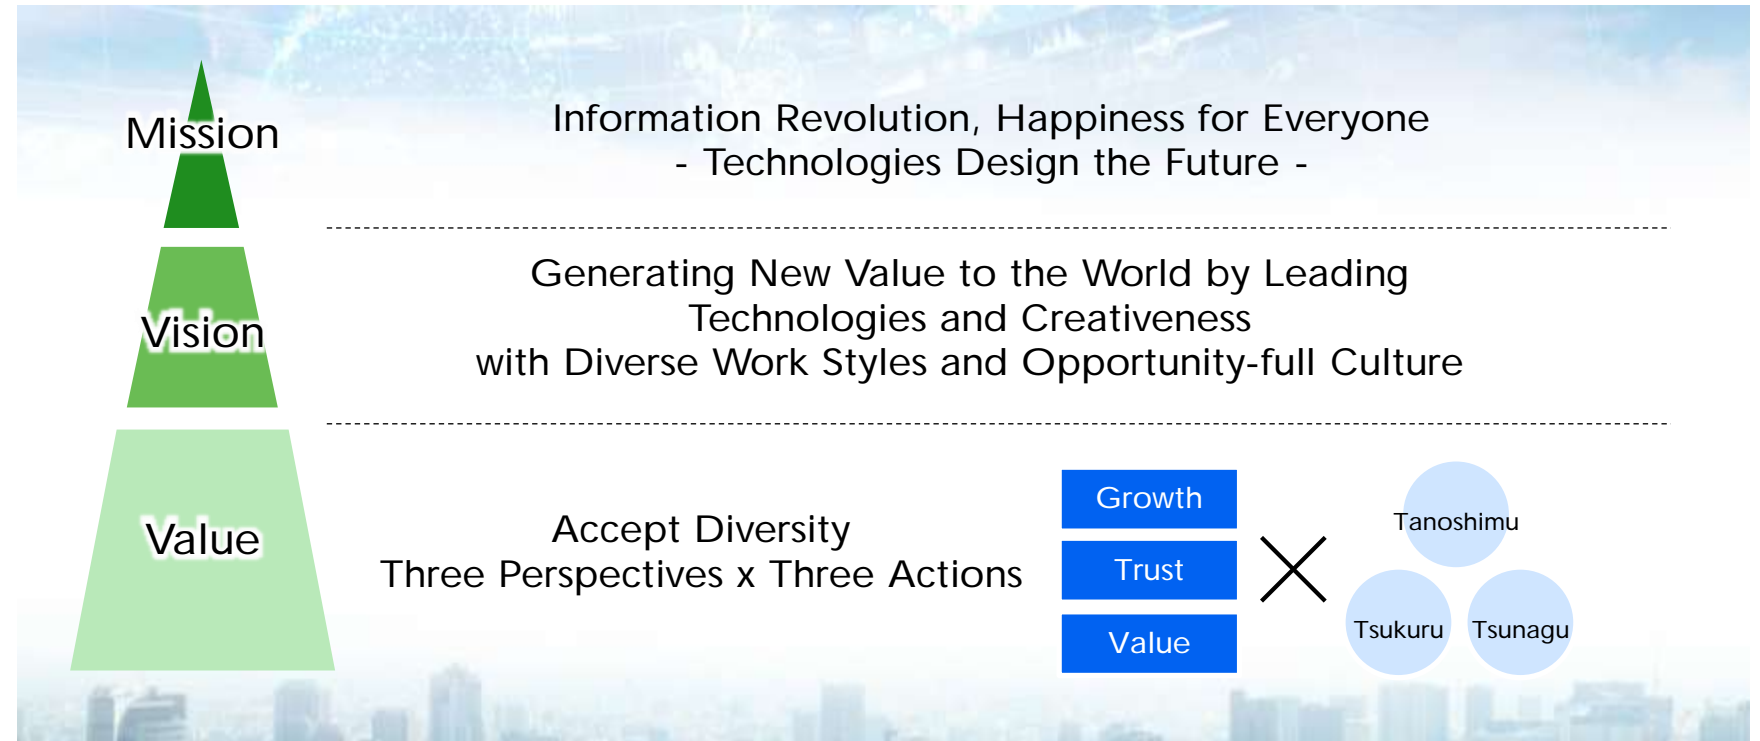 Mission
Information Revolution, Happiness for Everyone
- Technologies Design the Future -
Vision
Generating New Value to the World by Leading
Technologies and Creativeness
with Diverse Work Styles and Opportunity-full Culture
Value
Accept Diversity
Three Perspectives x Three Actions
Growth
Trust
Value
Tanoshimu
Tsukuru
Tsunagu